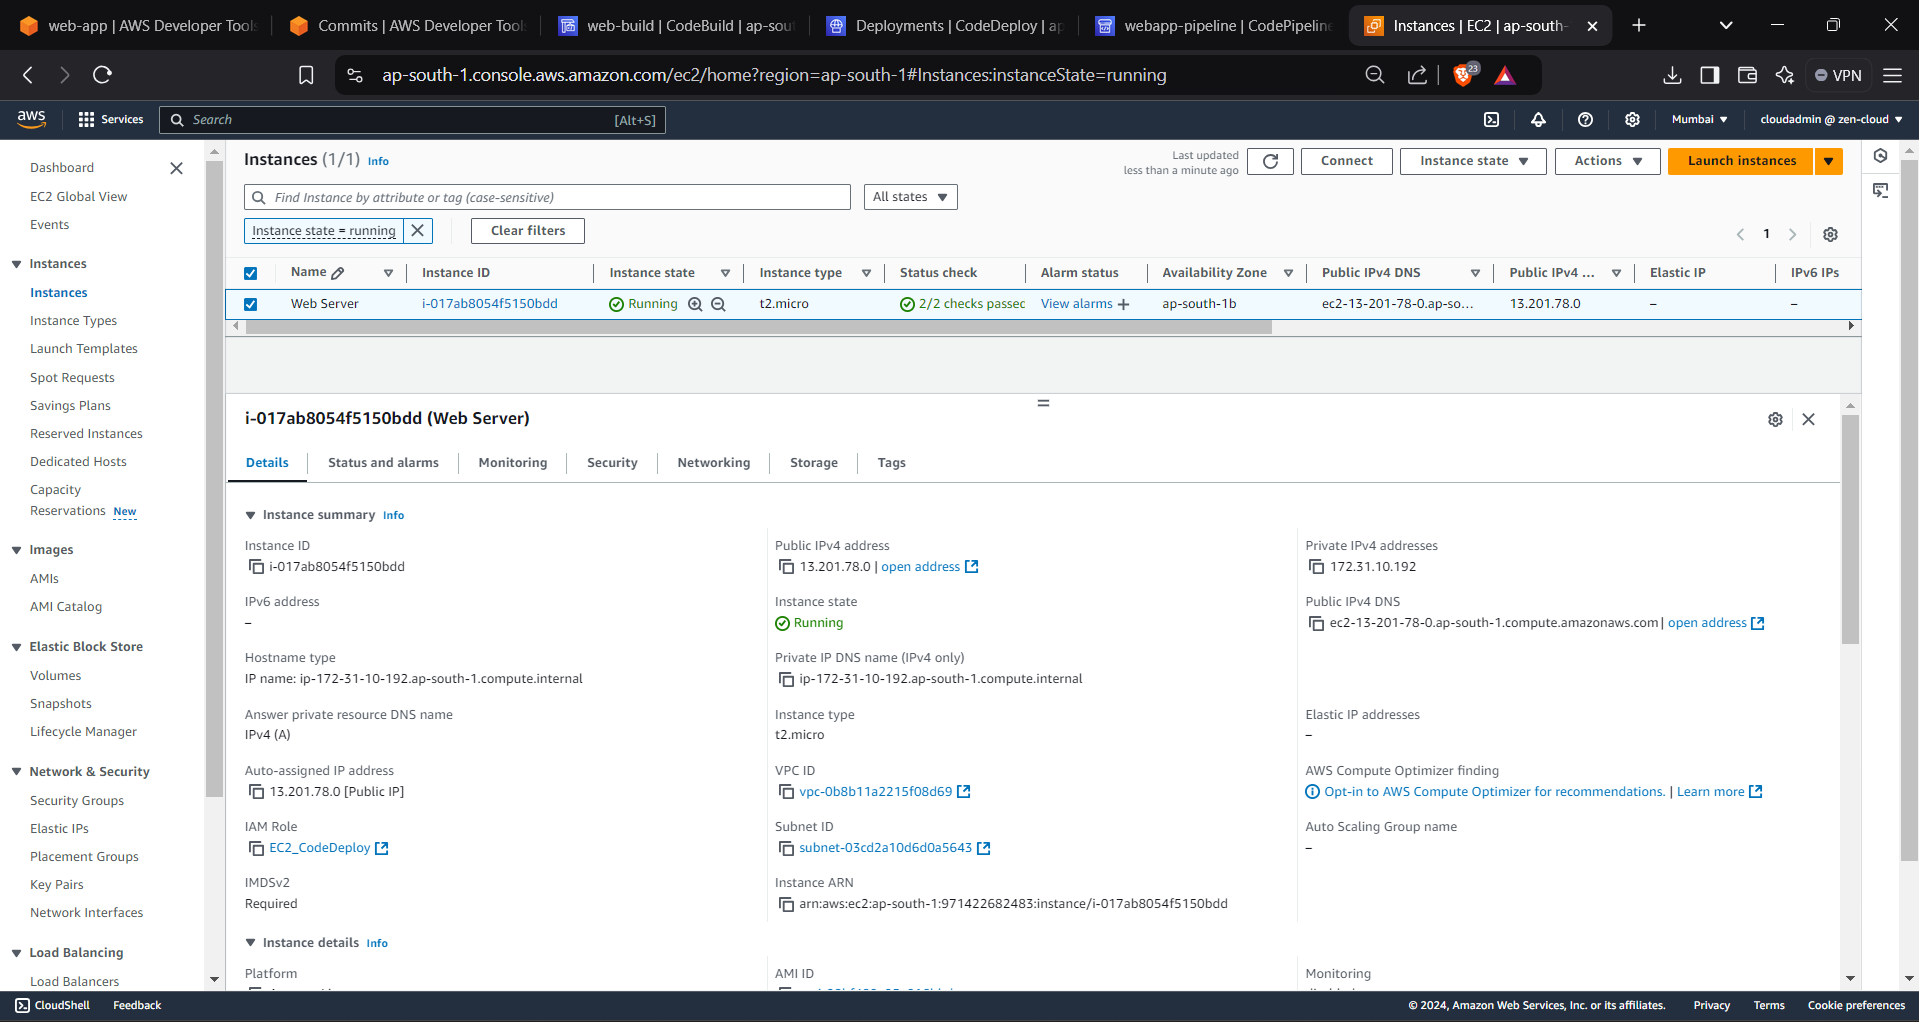 web-app | AWS Developer Tools
Commits | AWS Developer Tool
web-build | CodeBuild | ap-sout
Deployments | CodeDeploy | ap
webapp-pipeline | CodePipeline
Instances | EC2 | ap-south-
ap-south-1.console.aws.amazon.com/ec2/home?region=ap-south-1#Instances:instanceState=running
23
VPN
aws
Services
Search
[Alt+S]
Mumbai
cloudadmin @ zen-cloud
Dashboard
EC2 Global View
Events
Instances
Instances
Instance Types
Launch Templates
Spot Requests
Savings Plans
Reserved Instances
Dedicated Hosts
Capacity
Reservations New
Images
AMIs
AMI Catalog
Elastic Block Store
Volumes
Snapshots
Lifecycle Manager
Network & Security
Security Groups
Elastic IPs
Placement Groups
Key Pairs
Network Interfaces
Load Balancing
Load Balancers
Instances (1/1) Info
Last updated
less than a minute ago
Connect
Instance state
Actions
Launch instances
Find Instance by attribute or tag (case-sensitive)
All states
Instance state = running
Clear filters
1
Name
Instance ID
Instance state
Instance type
Status check
Alarm status
Availability Zone
Public IPv4 DNS
Public IPv4 ...
Elastic IP
IPv6 IPs
Web Server
i-017ab8054f5150bdd
Running
t2.micro
2/2 checks passed
View alarms +
ap-south-1b
ec2-13-201-78-0.ap-so...
13.201.78.0
–
–
i-017ab8054f5150bdd (Web Server)
Details
Status and alarms
Monitoring
Security
Networking
Storage
Tags
Instance summary Info
Instance ID
i-017ab8054f5150bdd
Public IPv4 address
13.201.78.0 | open address
Private IPv4 addresses
172.31.10.192
IPv6 address
–
Instance state
Running
Public IPv4 DNS
ec2-13-201-78-0.ap-south-1.compute.amazonaws.com | open address
Hostname type
IP name: ip-172-31-10-192.ap-south-1.compute.internal
Private IP DNS name (IPv4 only)
ip-172-31-10-192.ap-south-1.compute.internal
Answer private resource DNS name
IPv4 (A)
Instance type
t2.micro
Elastic IP addresses
–
Auto-assigned IP address
13.201.78.0 [Public IP]
VPC ID
vpc-0b8b11a2215f08d69
AWS Compute Optimizer finding
Opt-in to AWS Compute Optimizer for recommendations. | Learn more
IAM Role
EC2_CodeDeploy
Subnet ID
subnet-03cd2a10d6d0a5643
Auto Scaling Group name
–
IMDSv2
Required
Instance ARN
arn:aws:ec2:ap-south-1:971422682483:instance/i-017ab8054f5150bdd
Instance details Info
Platform
AMI ID
Monitoring
CloudShell
Feedback
© 2024, Amazon Web Services, Inc. or its affiliates.
Privacy
Terms
Cookie preferences